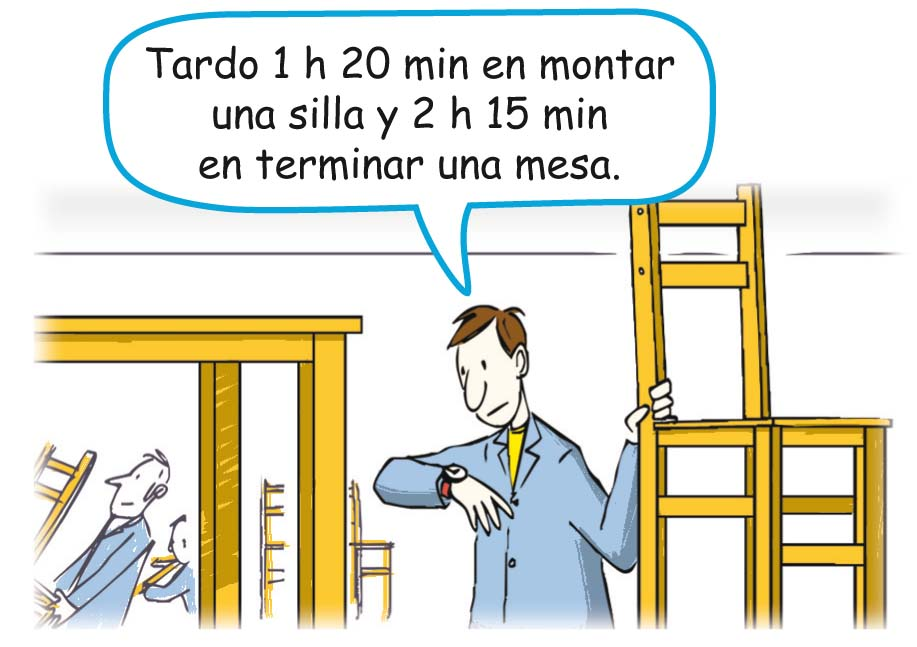 Tardo 1 h 20 min en montar
una silla y 2 h 15 min
en terminar una mesa.